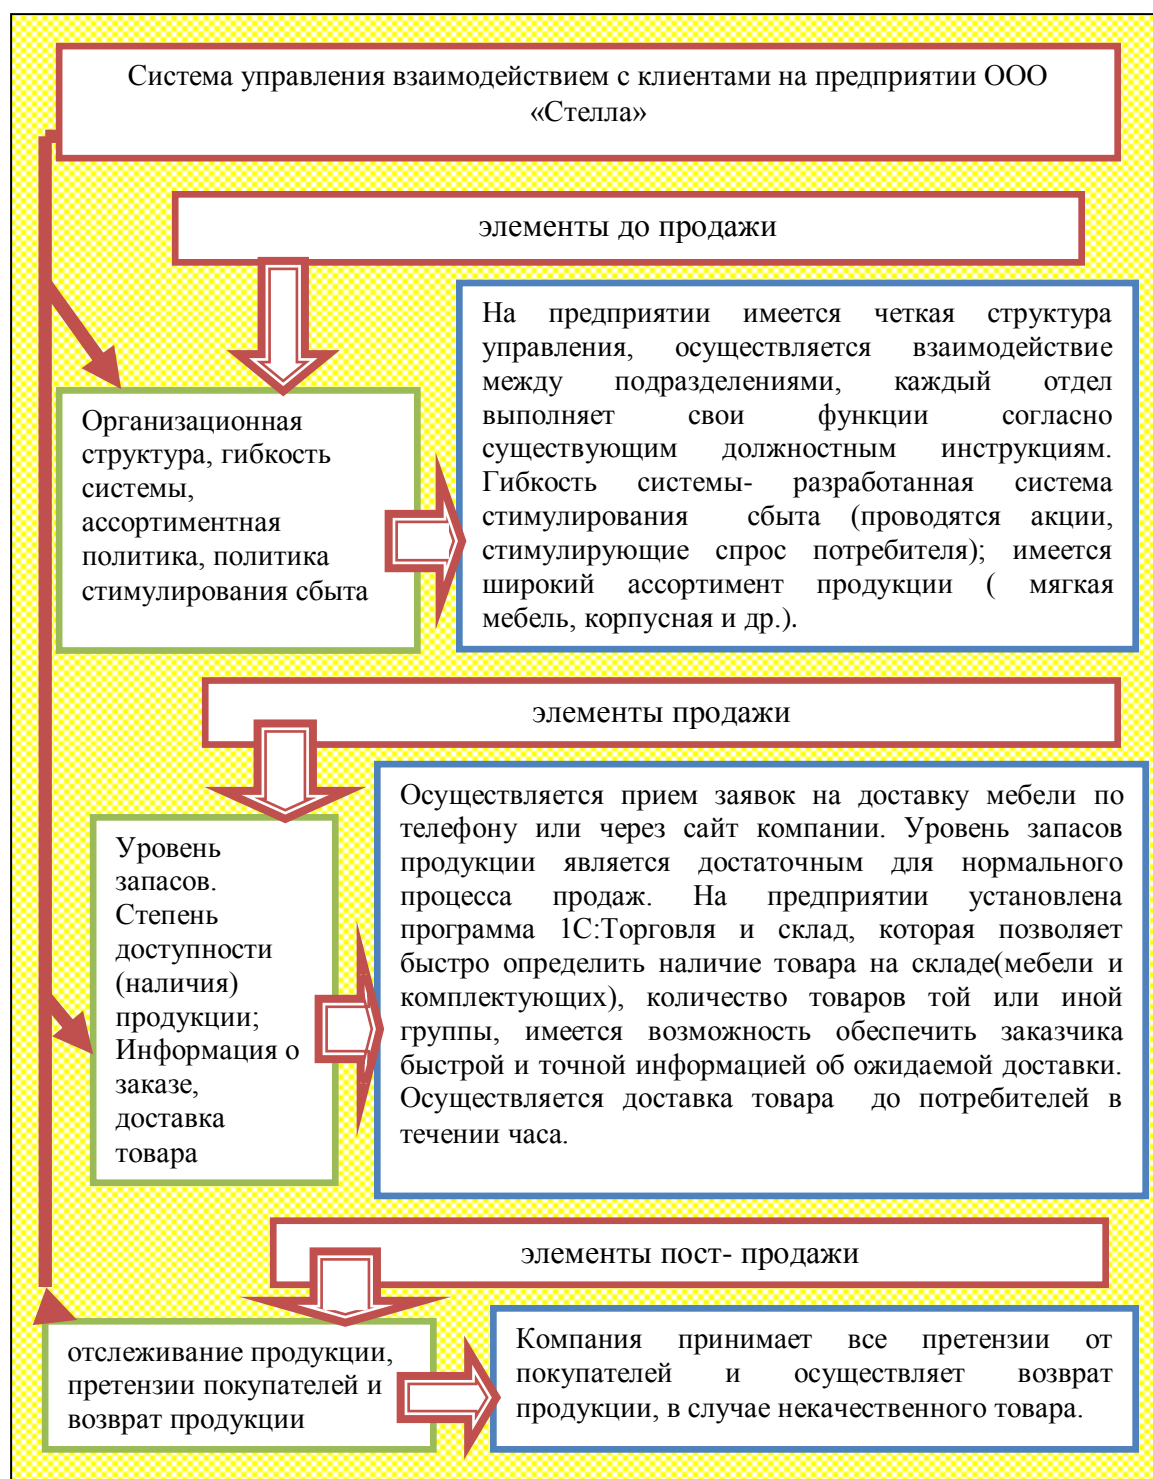 Система управления взаимодействием с клиентами на предприятии ООО
«Стелла»
элементы до продажи
Организационная
структура, гибкость
системы,
ассортиментная
политика, политика
стимулирования сбыта
На предприятии имеется четкая структура
управления, осуществляется взаимодействие
между подразделениями, каждый отдел
выполняет свои функции согласно
существующим должностным инструкциям.
Гибкость системы- разработанная система
стимулирования сбыта (проводятся акции,
стимулирующие спрос потребителя); имеется
широкий ассортимент продукции ( мягкая
мебель, корпусная и др.).
элементы продажи
Уровень
запасов.
Степень
доступности
(наличия)
продукции;
Информация о
заказе,
доставка
товара
Осуществляется прием заявок на доставку мебели по
телефону или через сайт компании. Уровень запасов
продукции является достаточным для нормального
процесса продаж. На предприятии установлена
программа 1С:Торговля и склад, которая позволяет
быстро определить наличие товара на складе(мебели и
комплектующих), количество товаров той или иной
группы, имеется возможность обеспечить заказчика
быстрой и точной информацией об ожидаемой доставки.
Осуществляется доставка товара до потребителей в
течении часа.
элементы пост- продажи
отслеживание продукции,
претензии покупателей и
возврат продукции
Компания принимает все претензии от
покупателей и осуществляет возврат
продукции, в случае некачественного товара.